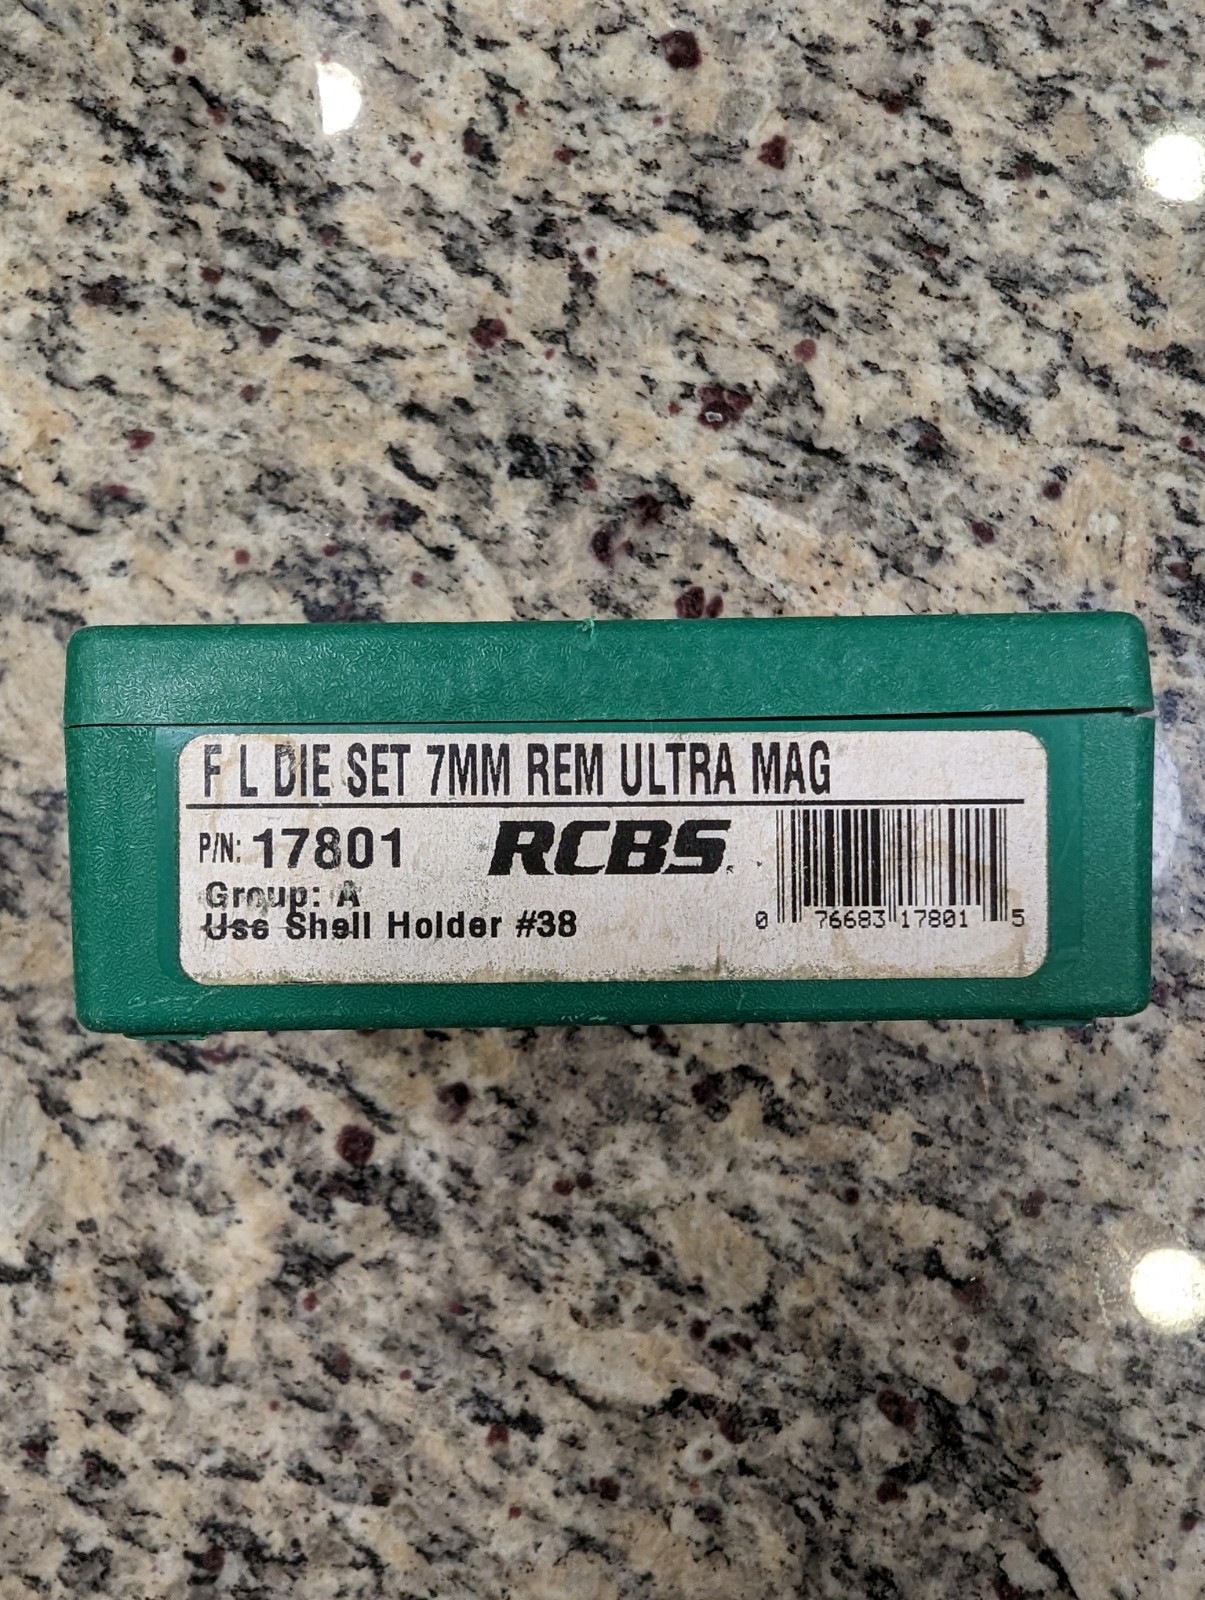 F L DIE SET 7MM REM ULTRA MAG
P/N: 17801
RCBS
Group: A
Use Shell Holder #38
0 76683 17801 5